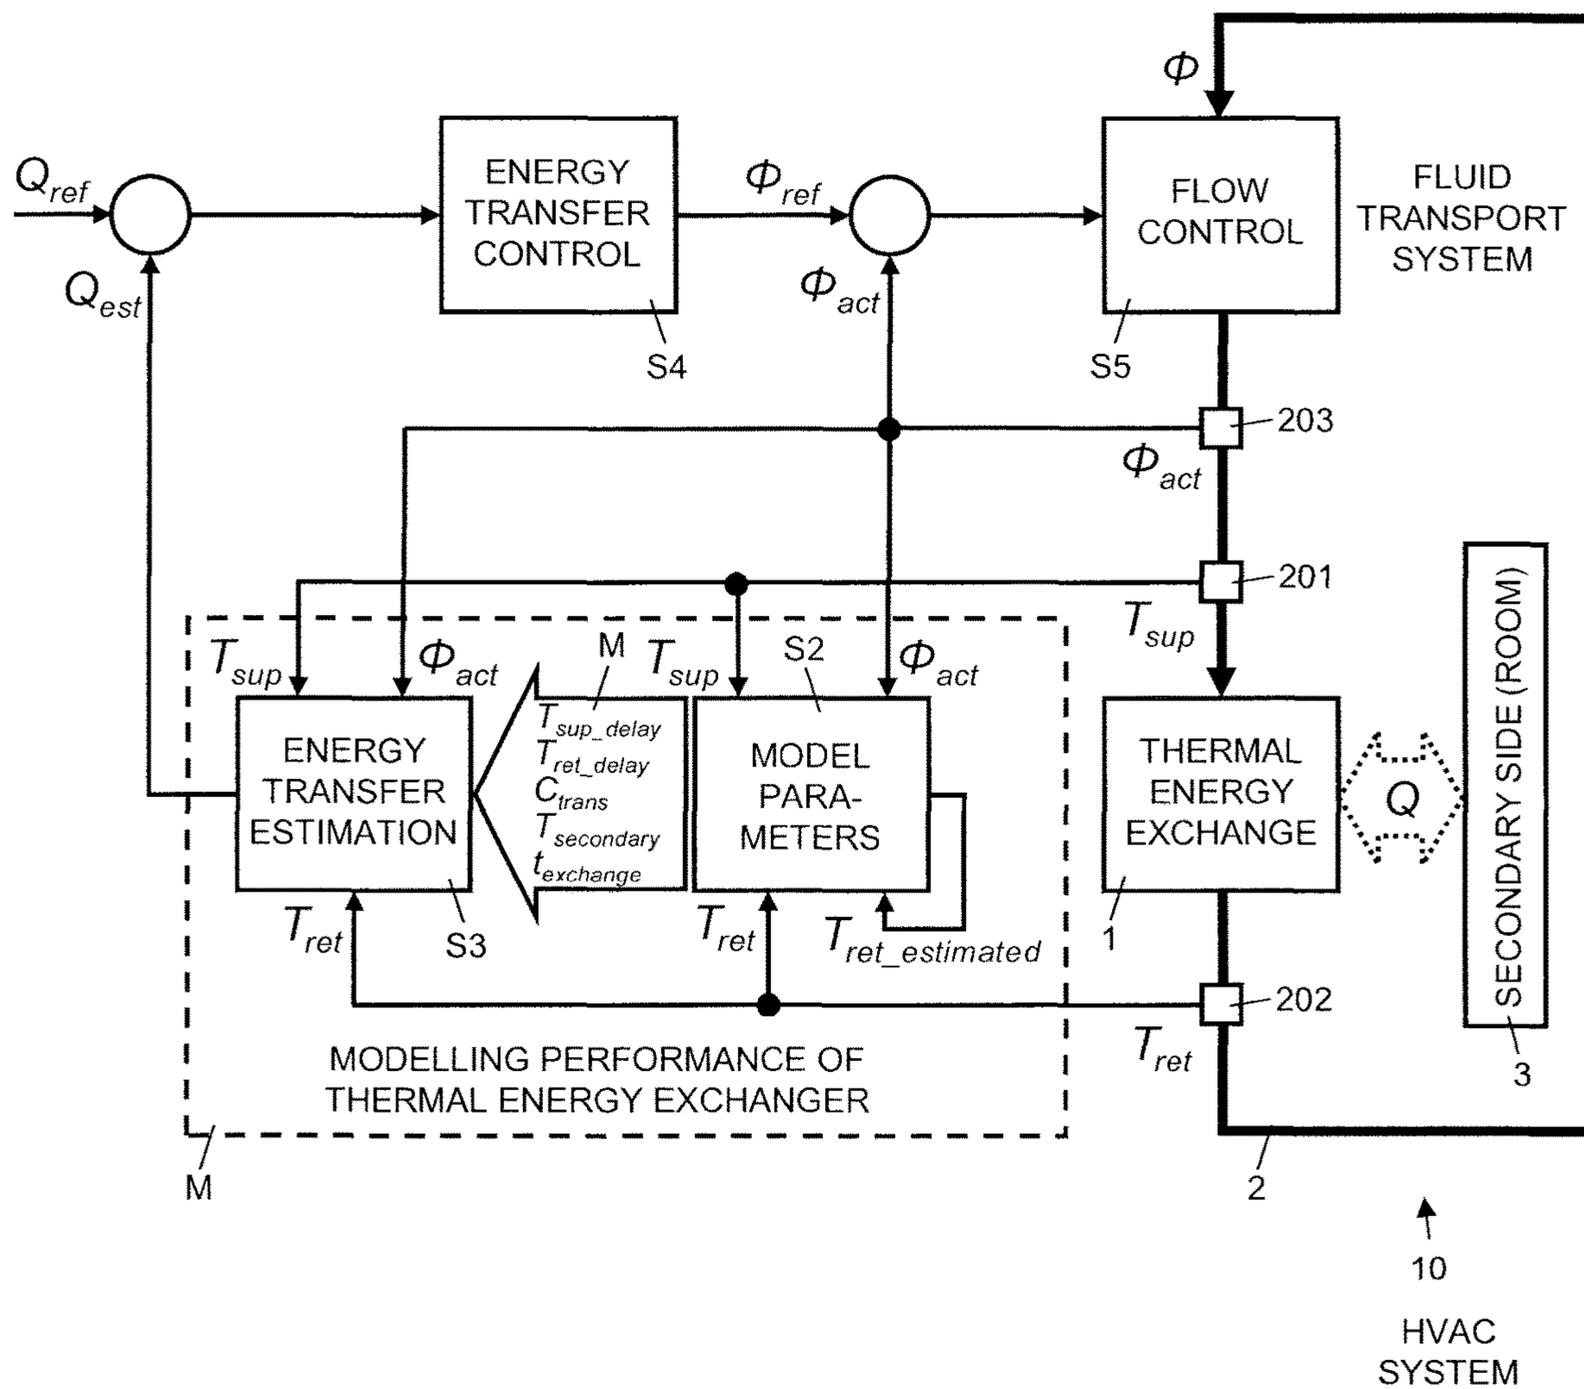 Φ
Q_ref
ENERGY
TRANSFER
CONTROL
Φ_ref
FLOW
CONTROL
FLUID
TRANSPORT
SYSTEM
Q_est
Φ_act
S4
S5
203
Φ_act
201
T_sup
T_sup
Φ_act
M
T_sup
S2
Φ_act
ENERGY
TRANSFER
ESTIMATION
T_sup_delay
T_ret_delay
C_trans
T_secondary
t_exchange
MODEL
PARA-
METERS
THERMAL
ENERGY
EXCHANGE
Q
SECONDARY SIDE (ROOM)
T_ret
S3
T_ret
T_ret_estimated
1
202
T_ret
3
MODELLING PERFORMANCE OF
THERMAL ENERGY EXCHANGER
M
2
10
HVAC
SYSTEM